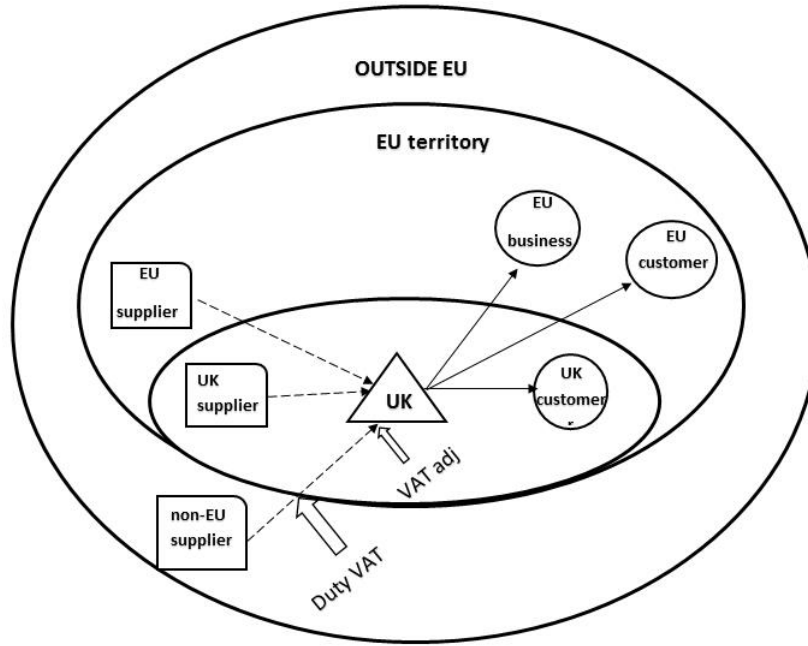 OUTSIDE EU
EU territory
EU
business
EU
customer
EU
supplier
UK
supplier
UK
UK
customer
r
VAT adj
non-EU
supplier
Duty VAT